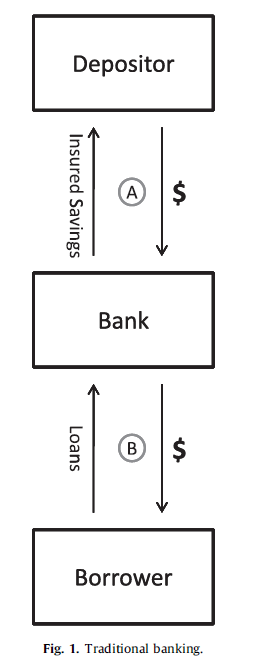 Depositor
Insured Savings
A
$
Bank
Loans
B
$
Borrower
Fig. 1. Traditional banking.